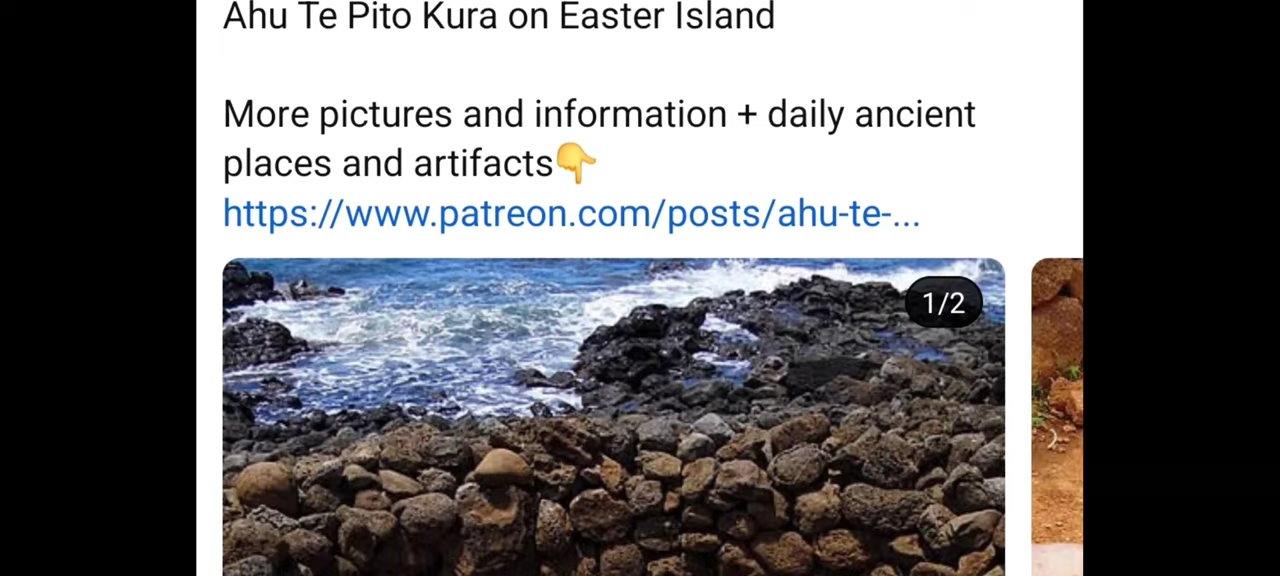 Ahu Te Pito Kura on Easter Island
More pictures and information + daily ancient
places and artifacts👇
https://www.patreon.com/posts/ahu-te-...
1/2